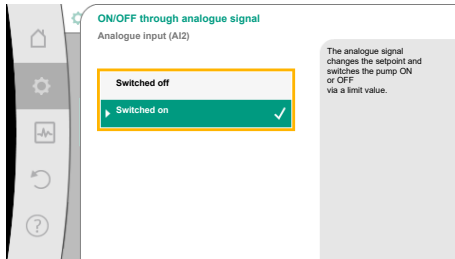 ON/OFF through analogue signal
Analogue input (AI2)
Switched off
Switched on
The analogue signal
changes the setpoint and
switches the pump ON
or OFF
via a limit value.
?